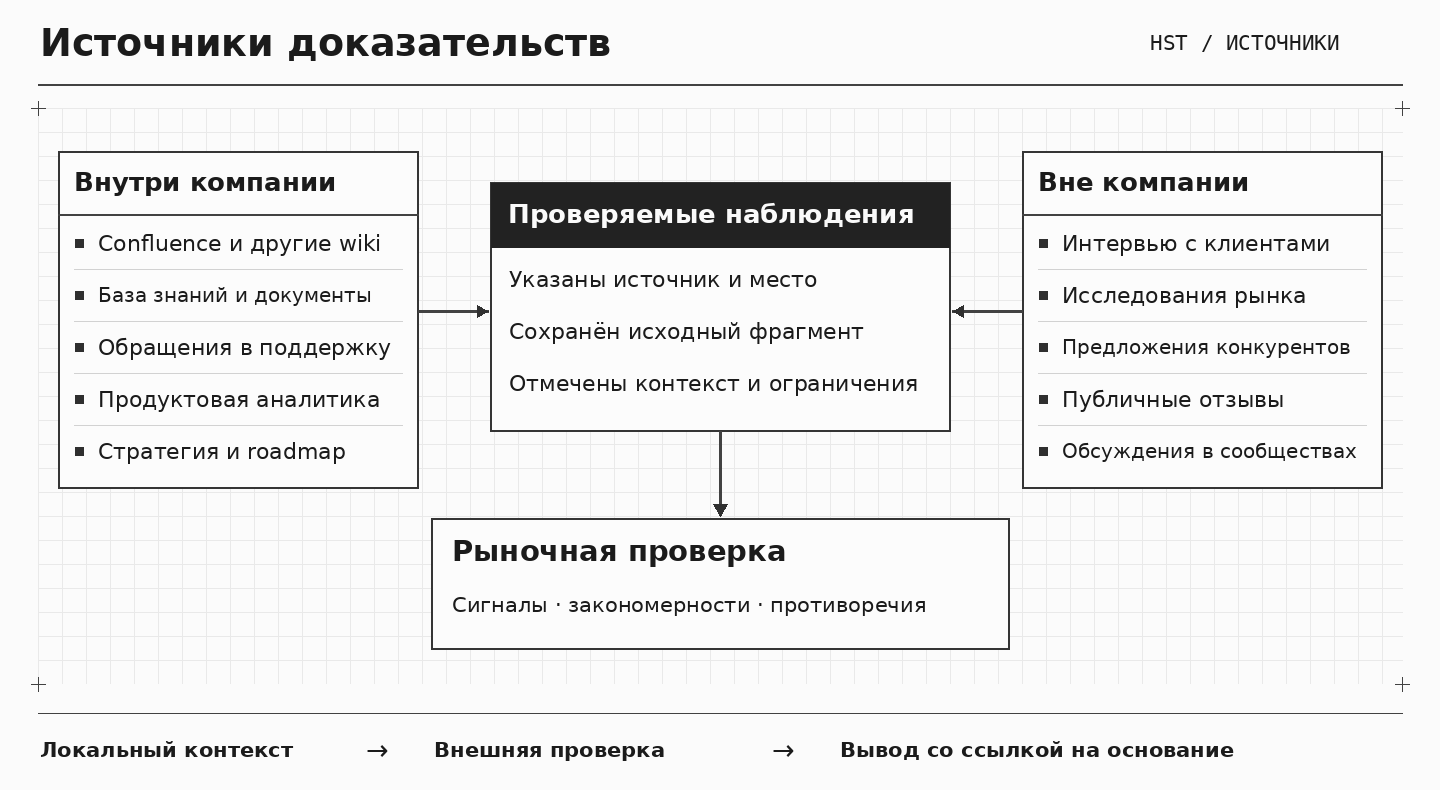 Источники доказательств
HST / ИСТОЧНИКИ
Внутри компании
Confluence и другие wiki
База знаний и документы
Обращения в поддержку
Продуктовая аналитика
Стратегия и roadmap
Проверяемые наблюдения
Указаны источник и место
Сохранён исходный фрагмент
Отмечены контекст и ограничения
Вне компании
Интервью с клиентами
Исследования рынка
Предложения конкурентов
Публичные отзывы
Обсуждения в сообществах
Рыночная проверка
Сигналы · закономерности · противоречия
Локальный контекст → Внешняя проверка → Вывод со ссылкой на основание